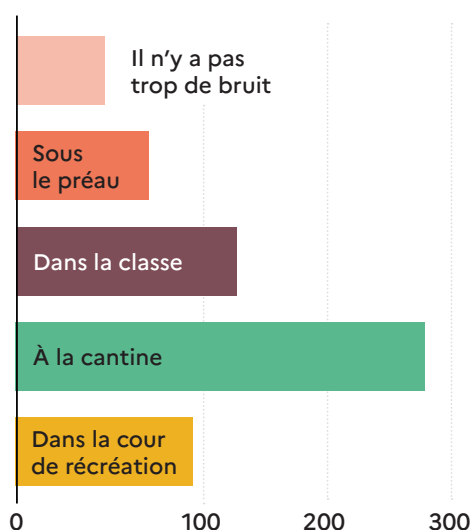 Il n’y a pas
trop de bruit
Sous
le préau
Dans la classe
À la cantine
Dans la cour
de récréation
0 100 200 300